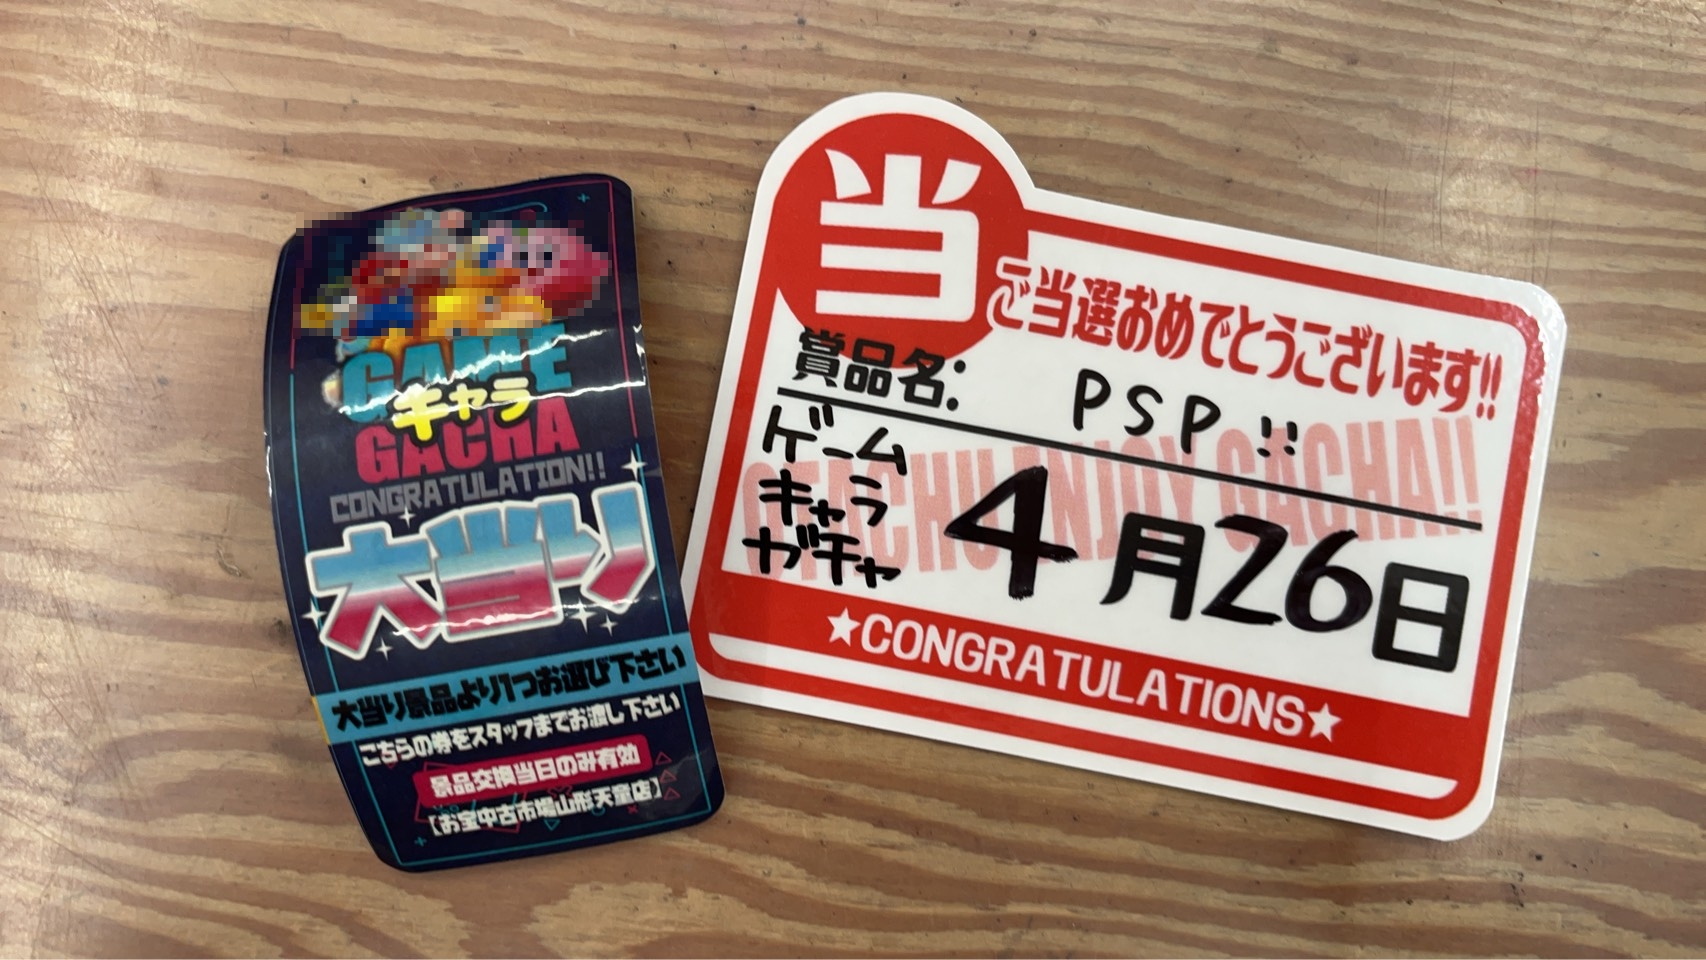 GAME
キャラ
GACHA
CONGRATULATION!!
大当り
大当り景品より1つお選び下さい
こちらの券をスタッフまでお渡し下さい
景品交換当日のみ有効
【お宝中古市場山形天童店】
当
ご当選おめでとうございます!!
賞品名: PSP!!
ゲーム
キャラ
ガチャ
4月26日
GTACHU ENJOY GACHA!!
★CONGRATULATIONS★